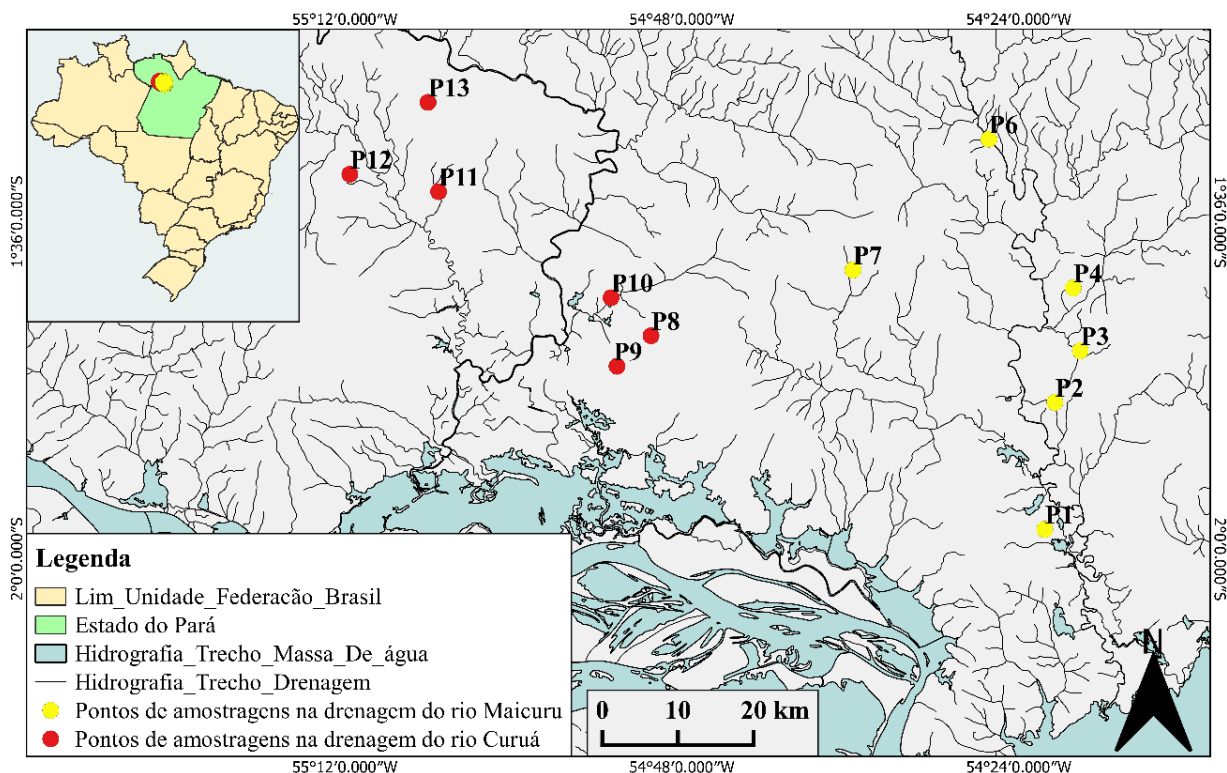 55°12′0.000″W 54°48′0.000″W 54°24′0.000″W
P13
P6
P12
P11
1°36′0.000″S
1°36′0.000″S
P7
P4
P10
P8
P3
P9
P2
P1
2°0′0.000″S
2°0′0.000″S
Legenda
Lim_Unidade_Federacão_Brasil
Estado do Pará
Hidrografia_Trecho_Massa_De_água
Hidrografia_Trecho_Drenagem
Pontos de amostragens na drenagem do rio Maicuru
Pontos de amostragens na drenagem do rio Curuá
0 10 20 km
N
55°12′0.000″W 54°48′0.000″W 54°24′0.000″W